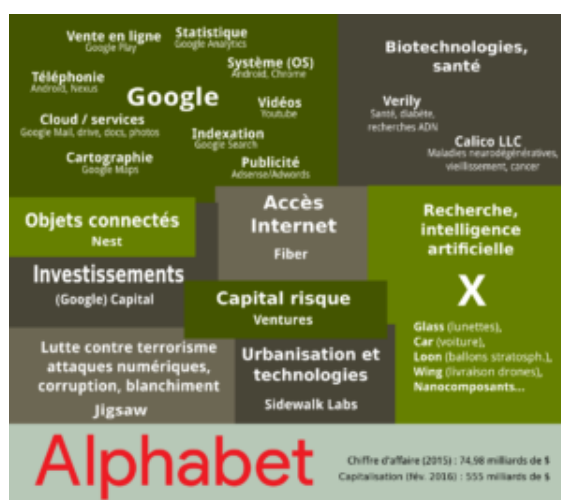 Vente en ligne
Google Play
Statistique
Google Analytics
Système (OS)
Android, Chrome
Téléphonie
Android, Nexus
Google
Vidéos
Youtube
Cloud / services
Google Mail, drive, docs, photos
Indexation
Google Search
Cartographie
Google Maps
Publicité
Adsense/Adwords
Biotechnologies,
santé
Verily
Santé, diabète,
recherches ADN
Calico LLC
Maladies neurodégénératives,
vieillissement, cancer
Objets connectés
Nest
Accès
Internet
Fiber
Recherche,
intelligence
artificielle
X
Glass (lunettes),
Car (voiture),
Loon (ballons stratosph.),
Wing (livraison drones),
Nanocomposants...
Investissements
(Google) Capital
Capital risque
Ventures
Lutte contre terrorisme
attaques numériques,
corruption, blanchiment
Jigsaw
Urbanisation et
technologies
Sidewalk Labs
Alphabet
Chiffre d'affaire (2015) : 74,98 milliards de $
Capitalisation (fév. 2016) : 555 milliards de $